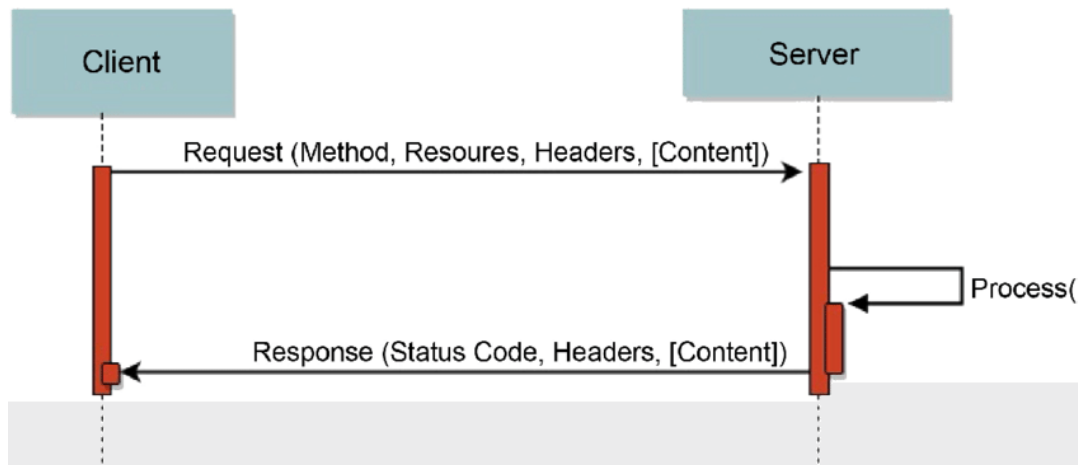 Client
Server
Request (Method, Resoures, Headers, [Content])
Process(
Response (Status Code, Headers, [Content])